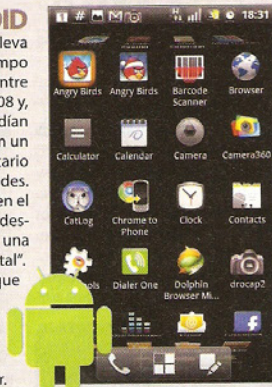 OID
leva
mpo
ntre
08 y,
dían
n un
tario
des.
en el
des-
una
tal".
que
r.
18:31
Angry Birds Angry Birds Barcode Scanner Browser
Calculator Calendar Camera Camera360
CatLog Chrome to Phone Clock Contacts
ools Dialer One Dolphin Browser Mi... drocap2